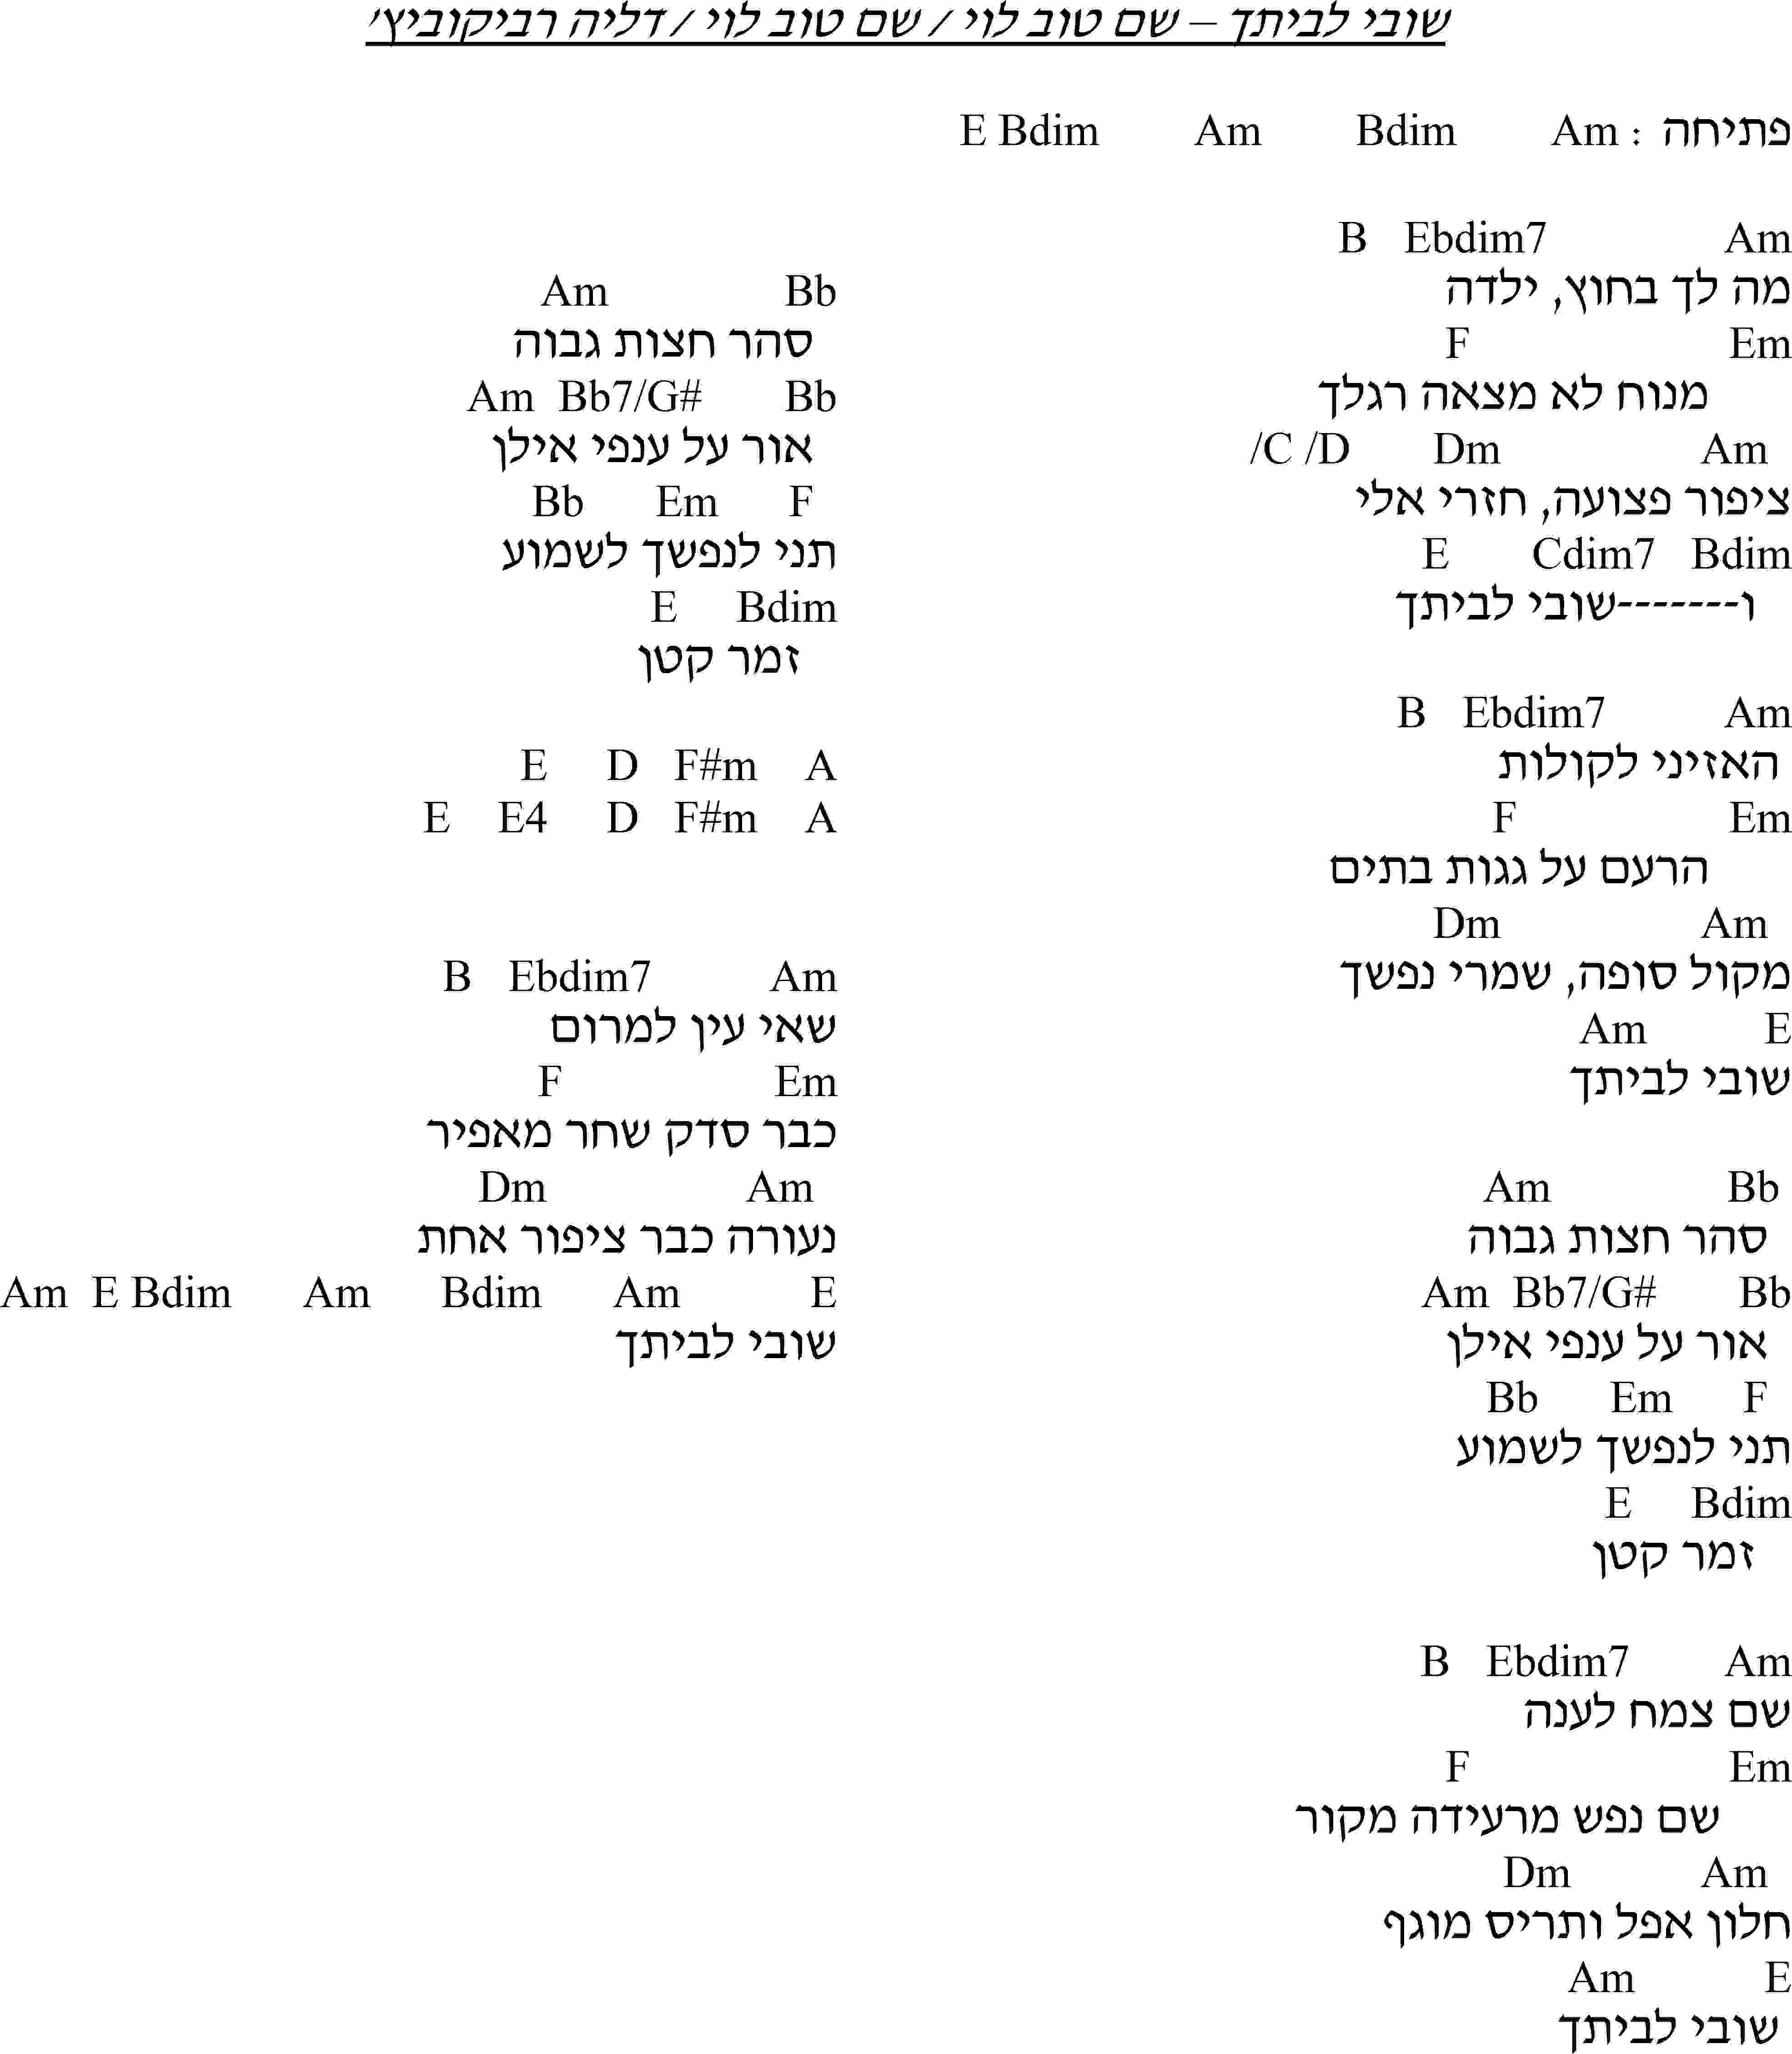 שובי לביתך – שם טוב לוי / שם טוב לוי / דליה רביקוביץ'
פתיחה : Am Bdim Am E Bdim
Am Ebdim7 B
מה לך בחוץ, ילדה
Em F
מנוח לא מצאה רגלך
Am Dm /C /D
ציפור פצועה, חזרי אלי
Bdim Cdim7 E
ו-------שובי לביתך
Am Ebdim7 B
האזיני לקולות
Em F
הרעם על גגות בתים
Am Dm
מקול סופה, שמרי נפשך
E Am
שובי לביתך
Bb Am
סהר חצות גבוה
Bb Bb7/G# Am
אור על ענפי אילן
F Em Bb
תני לנפשך לשמוע
Bdim E
זמר קטן
Am Ebdim7 B
שם צמח לענה
Em F
שם נפש מרעידה מקור
Am Dm
חלון אפל ותריס מוגף
E Am
שובי לביתך
Bb Am
סהר חצות גבוה
Bb Bb7/G# Am
אור על ענפי אילן
F Em Bb
תני לנפשך לשמוע
Bdim E
זמר קטן
A F#m D E
A F#m D E4 E
Am Ebdim7 B
שאי עין למרום
Em F
כבר סדק שחר מאפיר
Am Dm
נעורה כבר ציפור אחת
E Am Bdim Am E Bdim Am
שובי לביתך